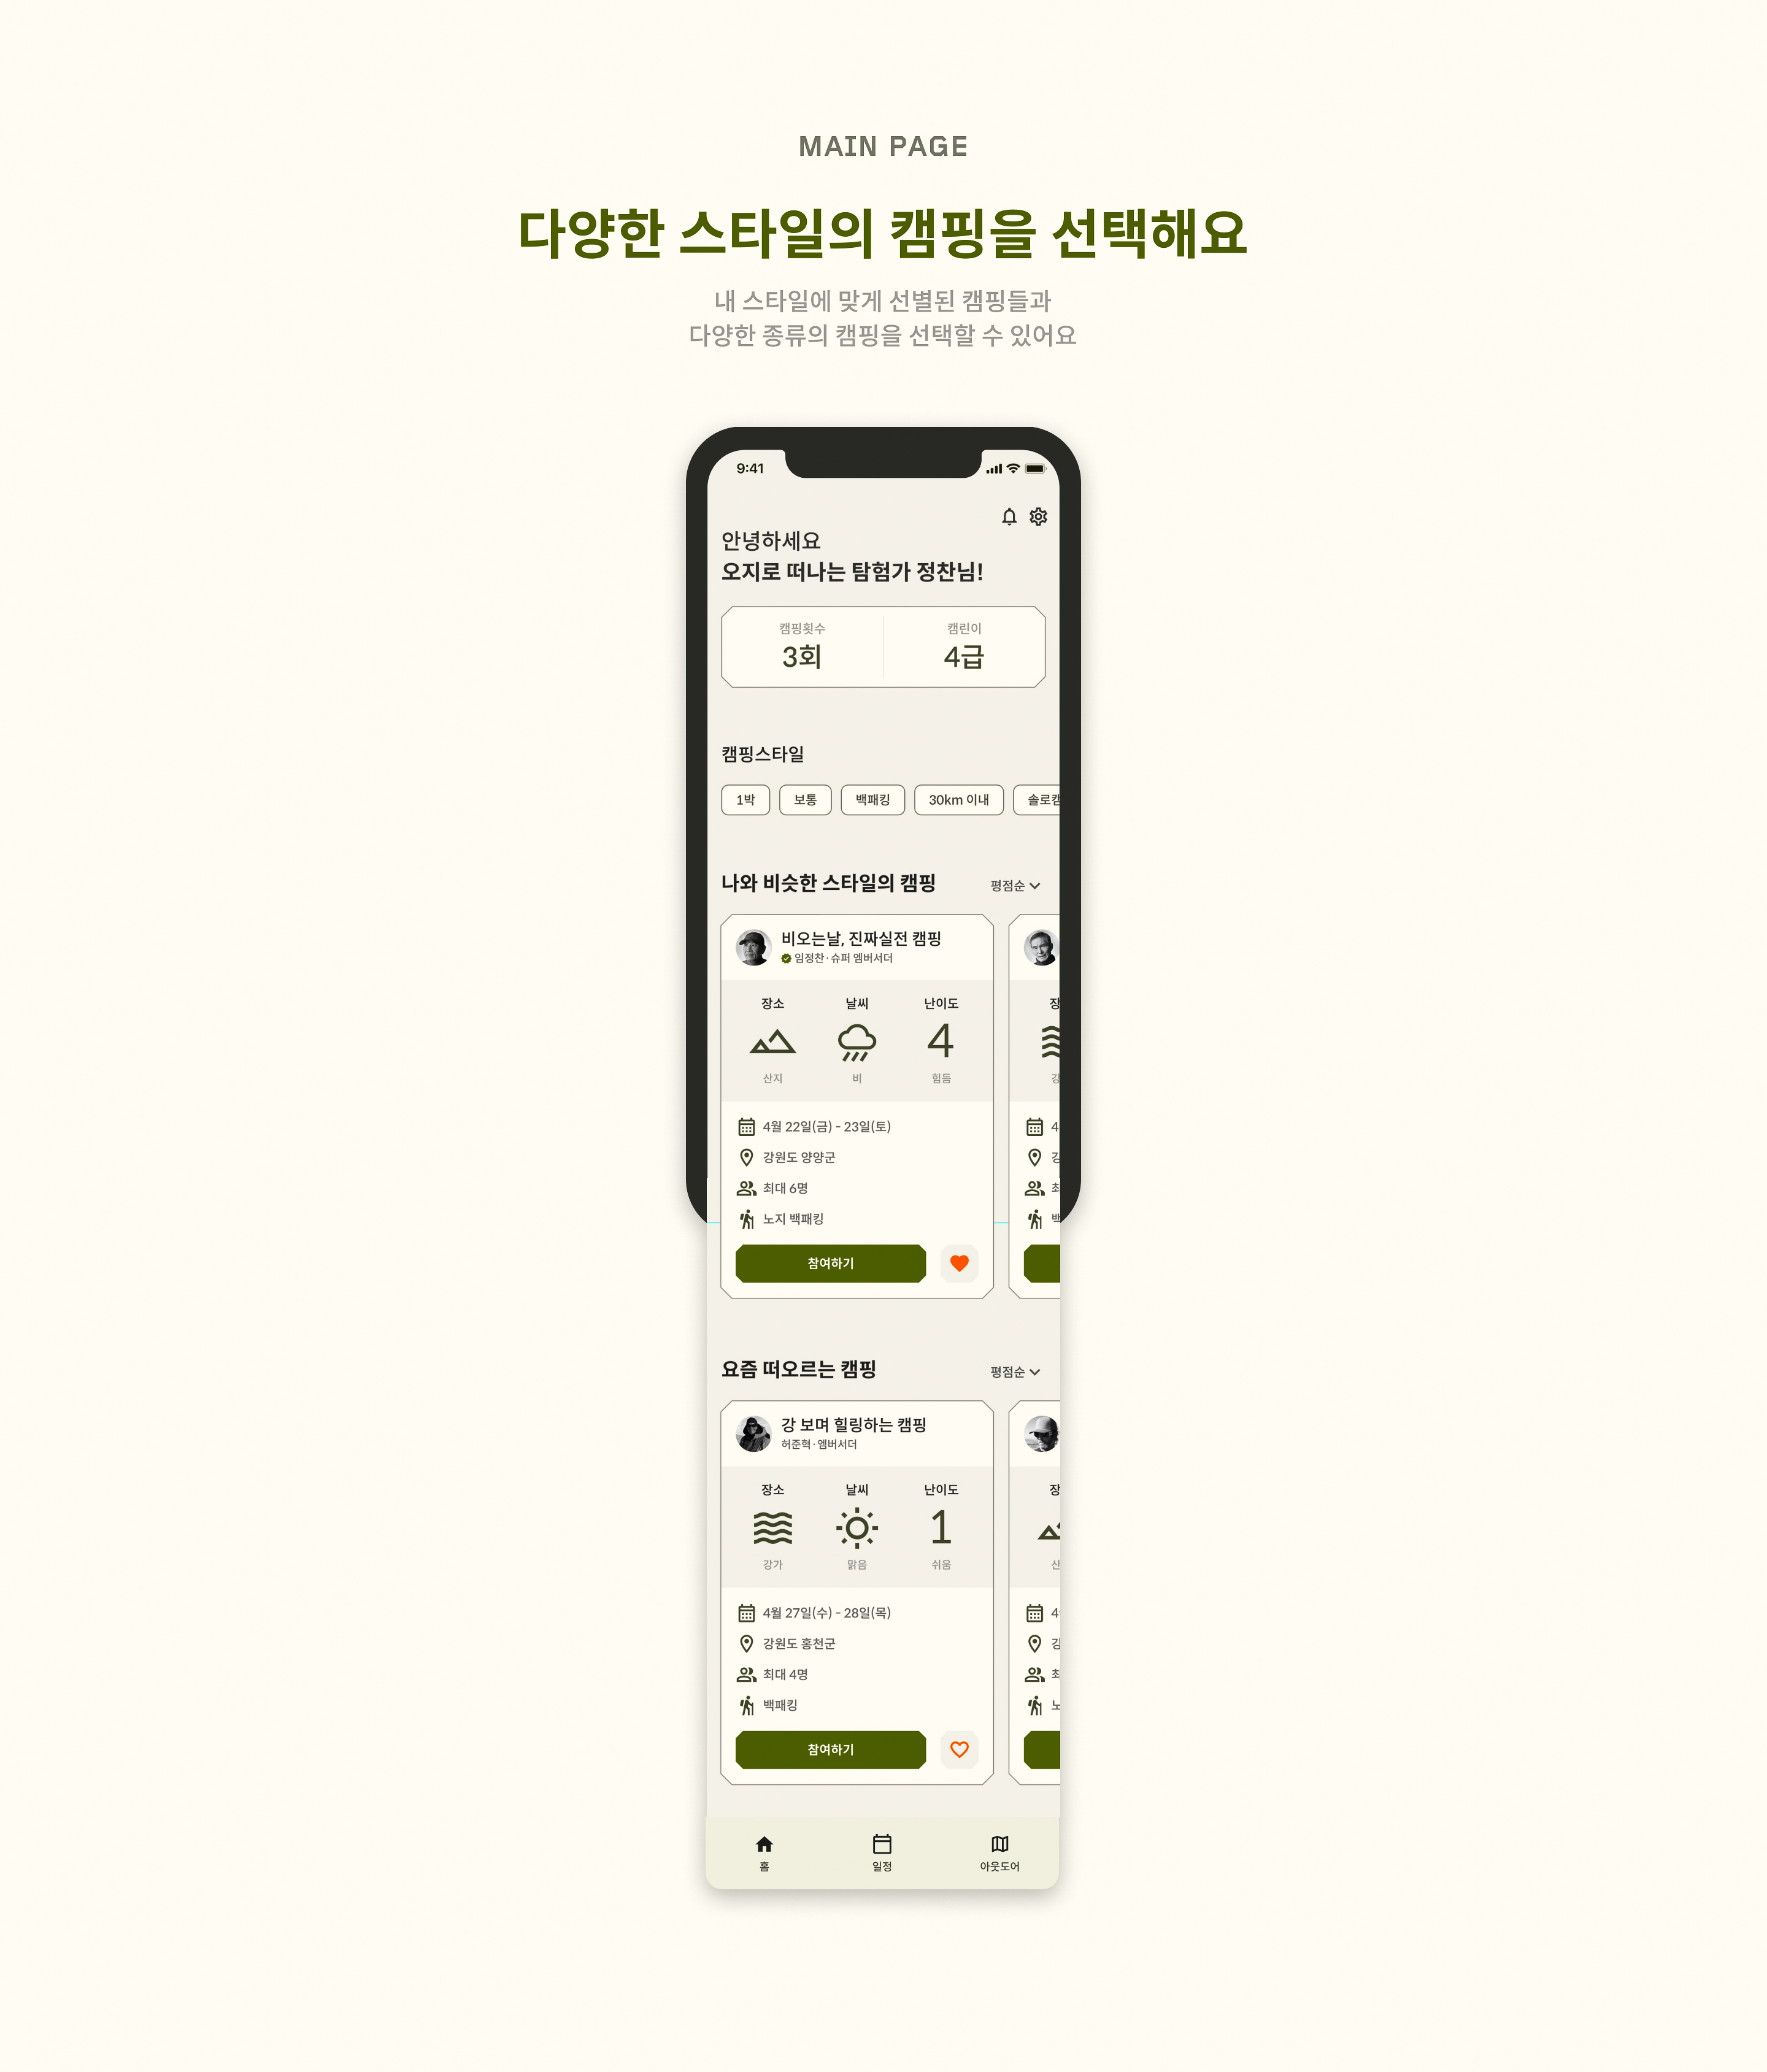 MAIN PAGE
다양한 스타일의 캠핑을 선택해요
내 스타일에 맞게 선별된 캠핑들과
다양한 종류의 캠핑을 선택할 수 있어요
9:41
안녕하세요
오지로 떠나는 탐험가 정찬님!
캠핑횟수 캠린이
3회 4급
캠핑스타일
1박 보통 백패킹 30km 이내 솔로캠
나와 비슷한 스타일의 캠핑 평점순
비오는날, 진짜실전 캠핑
임정찬·슈퍼 엠버서더
장소 날씨 난이도 장
4
산지 비 힘듬 강
4월 22일(금) - 23일(토) 4
강원도 양양군 강
최대 6명 최
노지 백패킹 백
참여하기
요즘 떠오르는 캠핑 평점순
강 보며 힐링하는 캠핑
허준혁·엠버서더
장소 날씨 난이도 장
1
강가 맑음 쉬움 산
4월 27일(수) - 28일(목) 4
강원도 홍천군 강
최대 4명 최
백패킹 노
참여하기
홈 일정 아웃도어